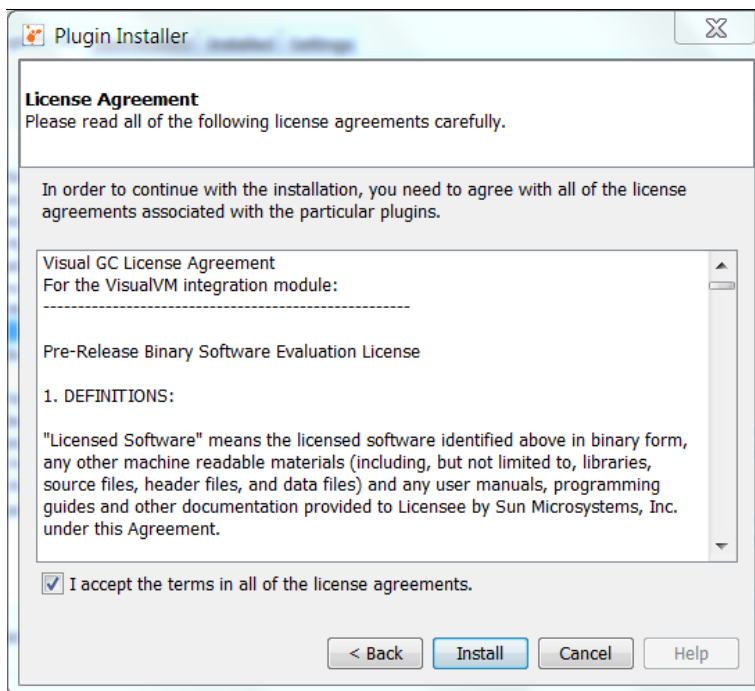 Plugin Installer
License Agreement
Please read all of the following license agreements carefully.
In order to continue with the installation, you need to agree with all of the license
agreements associated with the particular plugins.
Visual GC License Agreement
For the VisualVM integration module:
-----------------------------------------------------
Pre-Release Binary Software Evaluation License
1. DEFINITIONS:
"Licensed Software" means the licensed software identified above in binary form,
any other machine readable materials (including, but not limited to, libraries,
source files, header files, and data files) and any user manuals, programming
guides and other documentation provided to Licensee by Sun Microsystems, Inc.
under this Agreement.
I accept the terms in all of the license agreements.
< Back Install Cancel Help